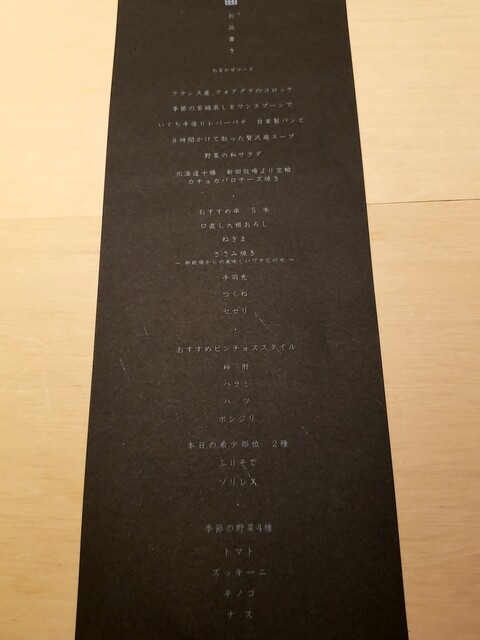 お品書き
おまかせコース
フランス産 フォアグラのコロッケ
季節の茶碗蒸しをワンスプーンで
いぐち手造りレバーパテ 自家製パンと
8時間かけて取った贅沢鶏スープ
野菜の和サラダ
北海道十勝 新田牧場より空輸
カチョカバロチーズ焼き
・
おすすめ串 5本
口直し大根おろし
ねぎま
ささみ焼き
手羽先
つくね
セセリ
・
おすすめピンチョススタイル
砂肝
ハラミ
ハツ
ボンジリ
本日の希少部位 2種
ふりそで
ソリレス
・
季節の野菜4種
トマト
ズッキーニ
キノコ
ナス